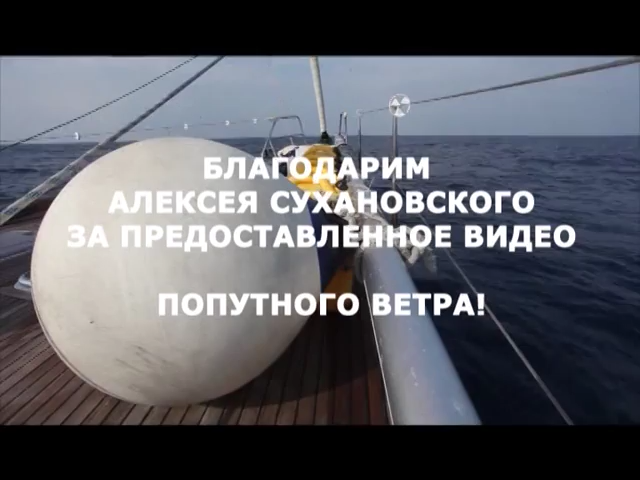 БЛАГОДАРИМ
АЛЕКСЕЯ СУХАНОВСКОГО
ЗА ПРЕДОСТАВЛЕННОЕ ВИДЕО
ПОПУТНОГО ВЕТРА!